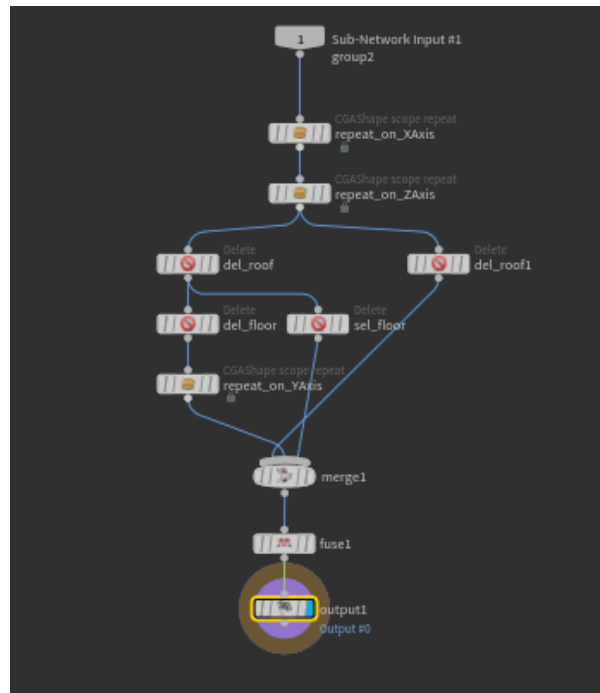 1
Sub-Network Input #1
group2
CGAShape scope repeat
repeat_on_XAxis
CGAShape scope repeat
repeat_on_ZAxis
Delete
del_roof
Delete
del_roof1
Delete
del_floor
Delete
sel_floor
CGAShape scope repeat
repeat_on_YAxis
merge1
fuse1
output1
Output #0